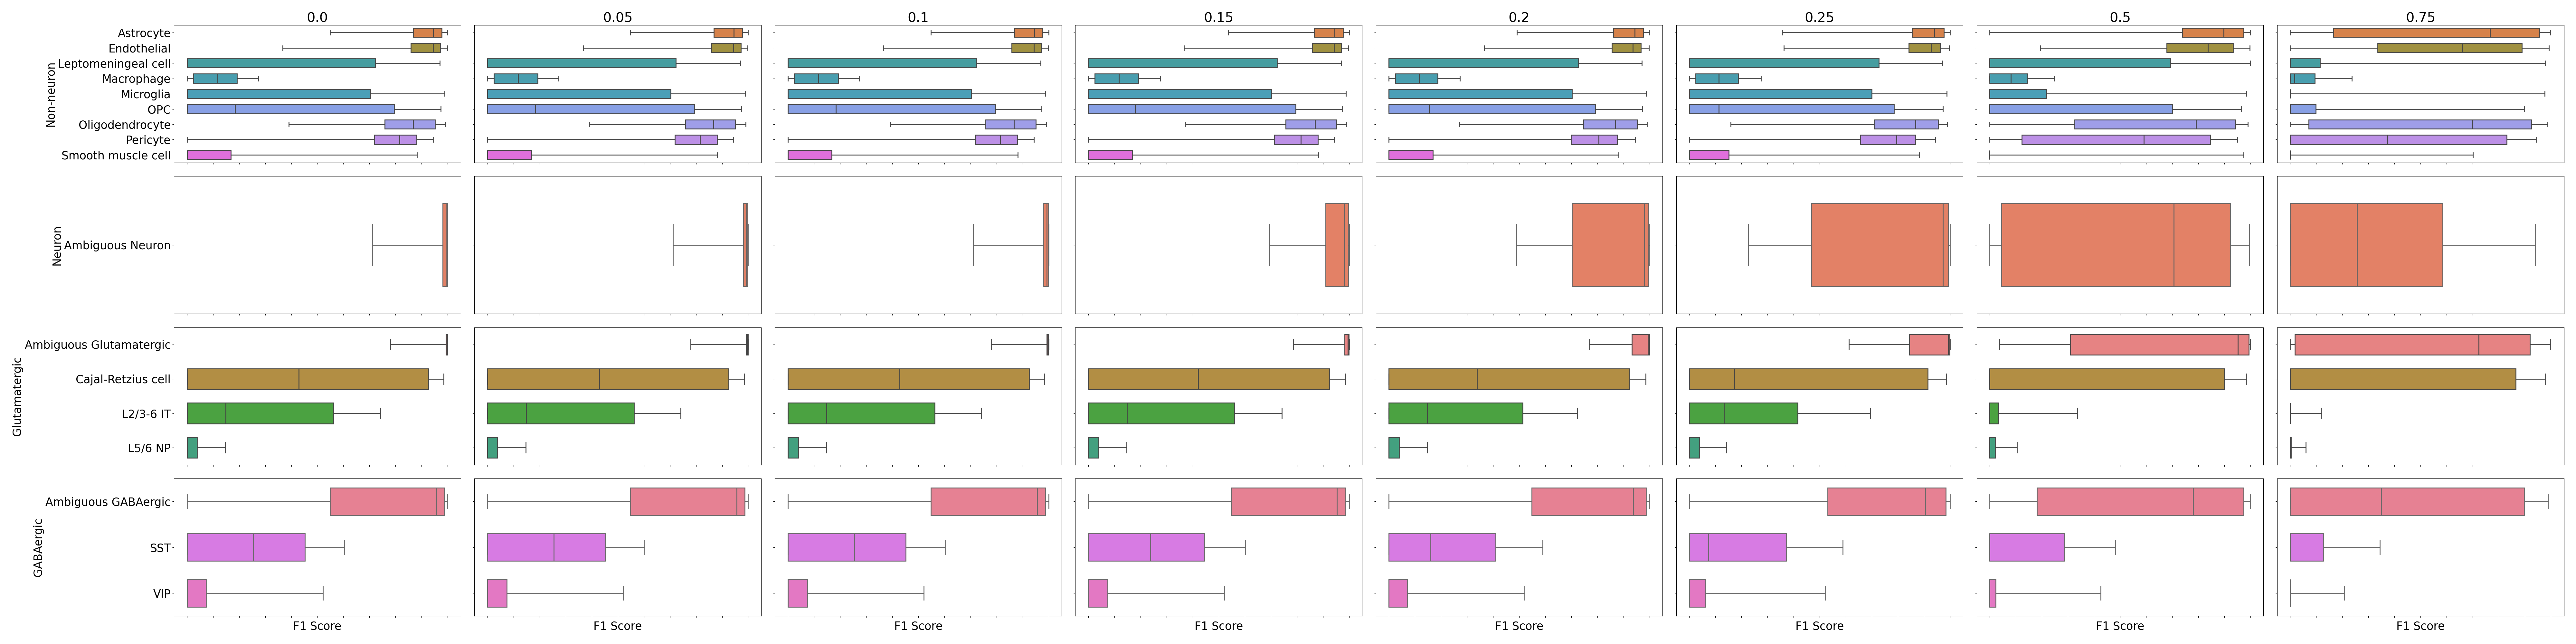 0.0 0.05 0.1 0.15 0.2 0.25 0.5 0.75
Non-neuron
Astrocyte
Endothelial
Leptomeningeal cell
Macrophage
Microglia
OPC
Oligodendrocyte
Pericyte
Smooth muscle cell
Neuron
Ambiguous Neuron
Glutamatergic
Ambiguous Glutamatergic
Cajal-Retzius cell
L2/3-6 IT
L5/6 NP
GABAergic
Ambiguous GABAergic
SST
VIP
F1 Score F1 Score F1 Score F1 Score F1 Score F1 Score F1 Score F1 Score